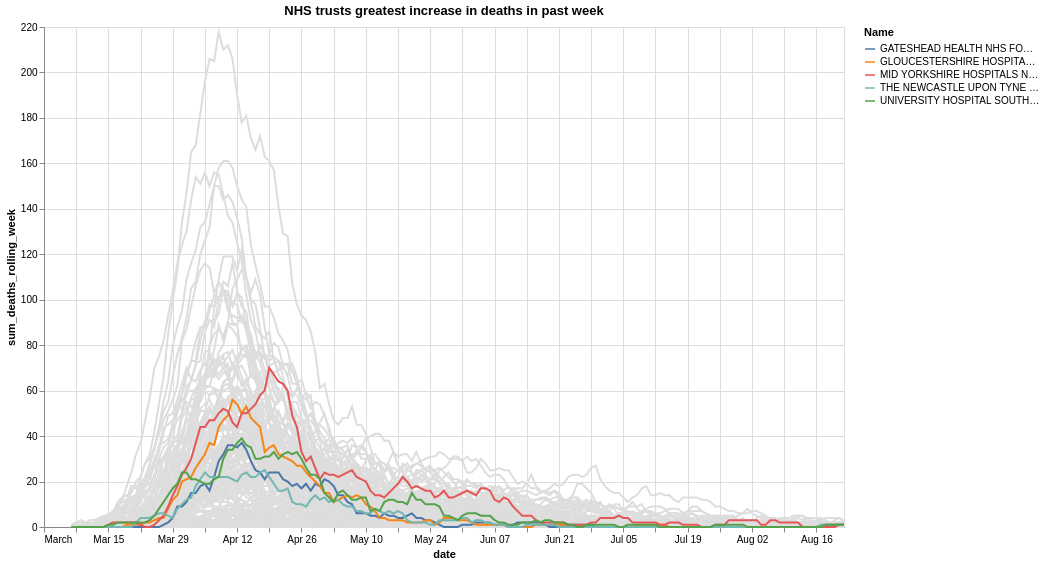 NHS trusts greatest increase in deaths in past week
Name
GATESHEAD HEALTH NHS FO…
GLOUCESTERSHIRE HOSPITA…
MID YORKSHIRE HOSPITALS N…
THE NEWCASTLE UPON TYNE …
UNIVERSITY HOSPITAL SOUTH…
sum_deaths_rolling_week
220
200
180
160
140
120
100
80
60
40
20
0
March Mar 15 Mar 29 Apr 12 Apr 26 May 10 May 24 Jun 07 Jun 21 Jul 05 Jul 19 Aug 02 Aug 16
date